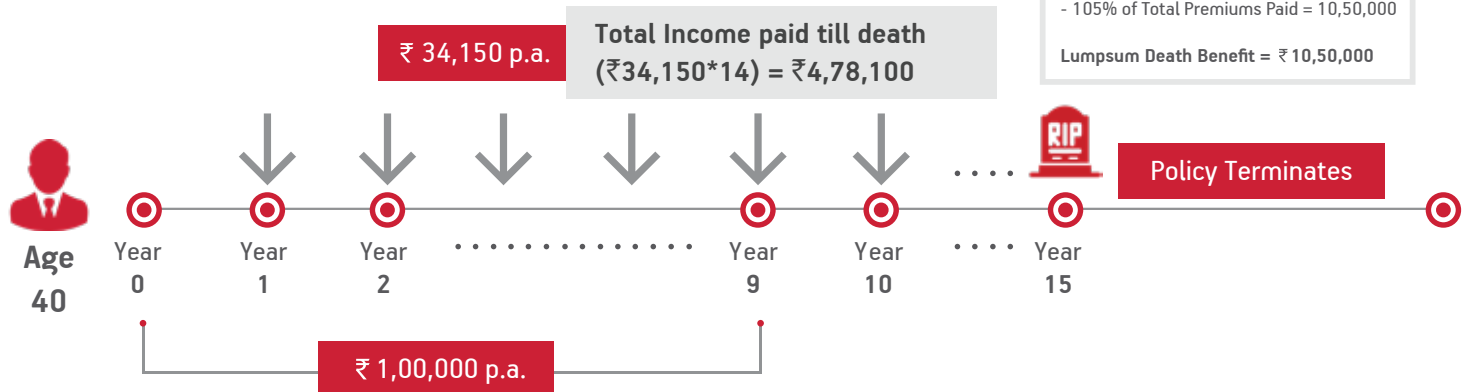 - 105% of Total Premiums Paid = 10,50,000
Lumpsum Death Benefit = ₹ 10,50,000
₹ 34,150 p.a.
Total Income paid till death
(₹34,150*14) = ₹4,78,100
RIP
Policy Terminates
Age
40
Year
0
Year
1
Year
2
Year
9
Year
10
Year
15
₹ 1,00,000 p.a.